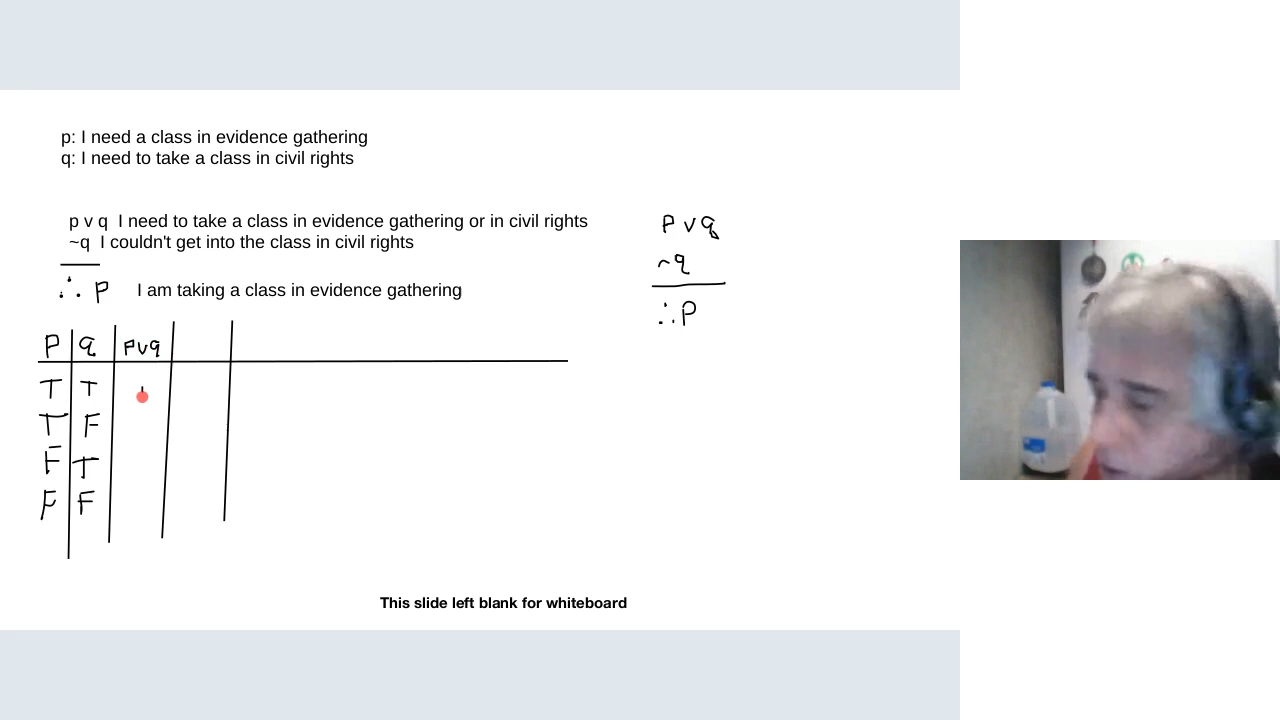 p: I need a class in evidence gathering
q: I need to take a class in civil rights
p v q I need to take a class in evidence gathering or in civil rights
~q I couldn't get into the class in civil rights
∴ P I am taking a class in evidence gathering
P v q
~q
∴ P
P q P v q
T T
T F
F T
F F
This slide left blank for whiteboard